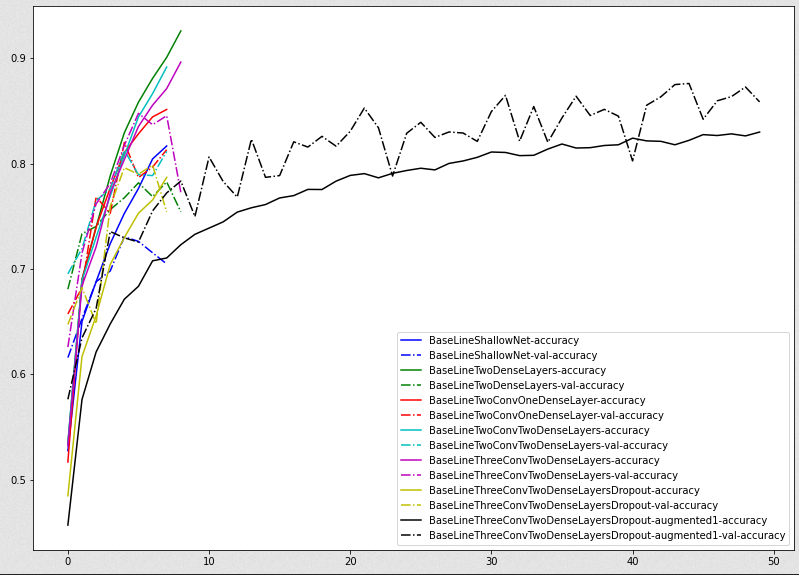 0.9
0.8
0.7
0.6
0.5
0 10 20 30 40 50
BaseLineShallowNet-accuracy
BaseLineShallowNet-val-accuracy
BaseLineTwoDenseLayers-accuracy
BaseLineTwoDenseLayers-val-accuracy
BaseLineTwoConvOneDenseLayer-accuracy
BaseLineTwoConvOneDenseLayer-val-accuracy
BaseLineTwoConvTwoDenseLayers-accuracy
BaseLineTwoConvTwoDenseLayers-val-accuracy
BaseLineThreeConvTwoDenseLayers-accuracy
BaseLineThreeConvTwoDenseLayers-val-accuracy
BaseLineThreeConvTwoDenseLayersDropout-accuracy
BaseLineThreeConvTwoDenseLayersDropout-val-accuracy
BaseLineThreeConvTwoDenseLayersDropout-augmented1-accuracy
BaseLineThreeConvTwoDenseLayersDropout-augmented1-val-accuracy